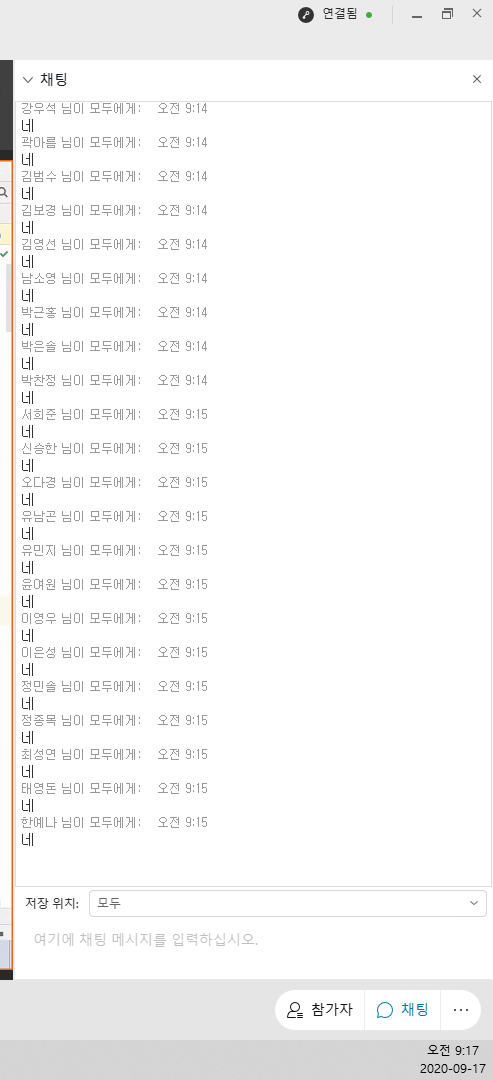 연결됨
채팅
강우석 님이 모두에게: 오전 9:14
네
곽아름 님이 모두에게: 오전 9:14
네
김범수 님이 모두에게: 오전 9:14
네
김보경 님이 모두에게: 오전 9:14
네
김영선 님이 모두에게: 오전 9:14
네
남소영 님이 모두에게: 오전 9:14
네
박근홍 님이 모두에게: 오전 9:14
네
박은솔 님이 모두에게: 오전 9:14
네
박찬정 님이 모두에게: 오전 9:14
네
서희준 님이 모두에게: 오전 9:15
네
신승한 님이 모두에게: 오전 9:15
네
오다경 님이 모두에게: 오전 9:15
네
유남곤 님이 모두에게: 오전 9:15
네
유민지 님이 모두에게: 오전 9:15
네
윤여원 님이 모두에게: 오전 9:15
네
이영우 님이 모두에게: 오전 9:15
네
이은성 님이 모두에게: 오전 9:15
네
정민솔 님이 모두에게: 오전 9:15
네
정종목 님이 모두에게: 오전 9:15
네
최성연 님이 모두에게: 오전 9:15
네
태영돈 님이 모두에게: 오전 9:15
네
한예나 님이 모두에게: 오전 9:15
네
저장 위치: 모두
여기에 채팅 메시지를 입력하십시오.
참가자 채팅 ···
오전 9:17
2020-09-17